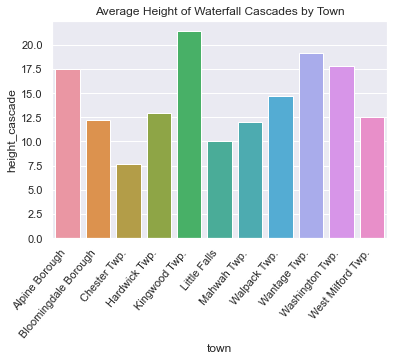 Average Height of Waterfall Cascades by Town
height_cascade
20.0
17.5
15.0
12.5
10.0
7.5
5.0
2.5
0.0
Alpine Borough
Bloomingdale Borough
Chester Twp.
Hardwick Twp.
Kingwood Twp.
Little Falls
Mahwah Twp.
Walpack Twp.
Wantage Twp.
Washington Twp.
West Milford Twp.
town